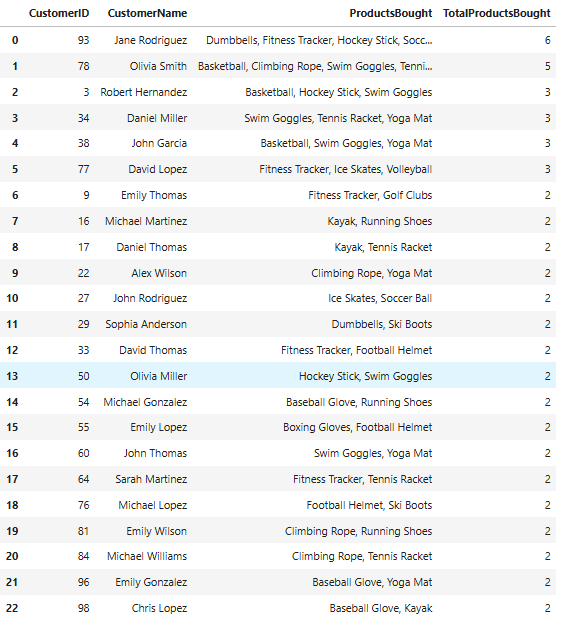 CustomerID CustomerName ProductsBought TotalProductsBought
0 93 Jane Rodriguez Dumbbells, Fitness Tracker, Hockey Stick, Socc... 6
1 78 Olivia Smith Basketball, Climbing Rope, Swim Goggles, Tenni... 5
2 3 Robert Hernandez Basketball, Hockey Stick, Swim Goggles 3
3 34 Daniel Miller Swim Goggles, Tennis Racket, Yoga Mat 3
4 38 John Garcia Basketball, Swim Goggles, Yoga Mat 3
5 77 David Lopez Fitness Tracker, Ice Skates, Volleyball 3
6 9 Emily Thomas Fitness Tracker, Golf Clubs 2
7 16 Michael Martinez Kayak, Running Shoes 2
8 17 Daniel Thomas Kayak, Tennis Racket 2
9 22 Alex Wilson Climbing Rope, Yoga Mat 2
10 27 John Rodriguez Ice Skates, Soccer Ball 2
11 29 Sophia Anderson Dumbbells, Ski Boots 2
12 33 David Thomas Fitness Tracker, Football Helmet 2
13 50 Olivia Miller Hockey Stick, Swim Goggles 2
14 54 Michael Gonzalez Baseball Glove, Running Shoes 2
15 55 Emily Lopez Boxing Gloves, Football Helmet 2
16 60 John Thomas Swim Goggles, Yoga Mat 2
17 64 Sarah Martinez Fitness Tracker, Tennis Racket 2
18 76 Michael Lopez Football Helmet, Ski Boots 2
19 81 Emily Wilson Climbing Rope, Running Shoes 2
20 84 Michael Williams Climbing Rope, Tennis Racket 2
21 96 Emily Gonzalez Baseball Glove, Yoga Mat 2
22 98 Chris Lopez Baseball Glove, Kayak 2